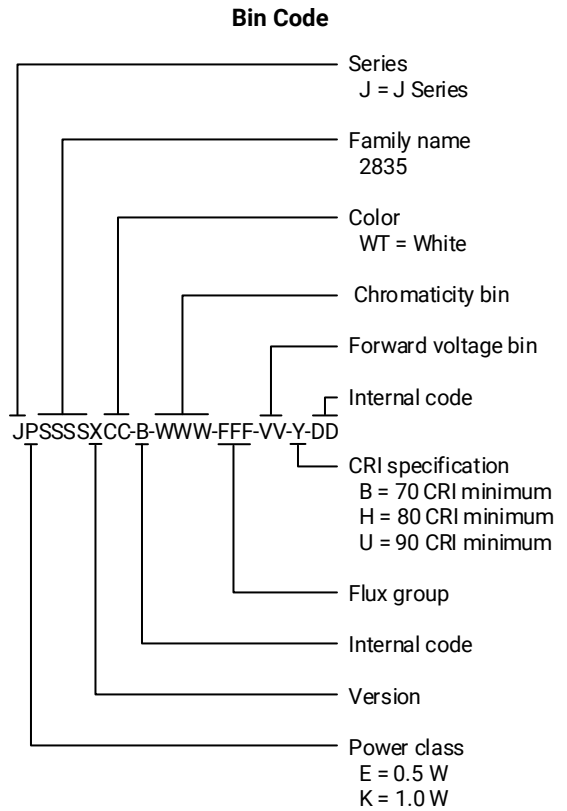 Bin Code
Series
J = J Series
Family name
2835
Color
WT = White
Chromaticity bin
Forward voltage bin
Internal code
JPSSSSXCC-B-WWW-FFF-VV-Y-DD
CRI specification
B = 70 CRI minimum
H = 80 CRI minimum
U = 90 CRI minimum
Flux group
Internal code
Version
Power class
E = 0.5 W
K = 1.0 W